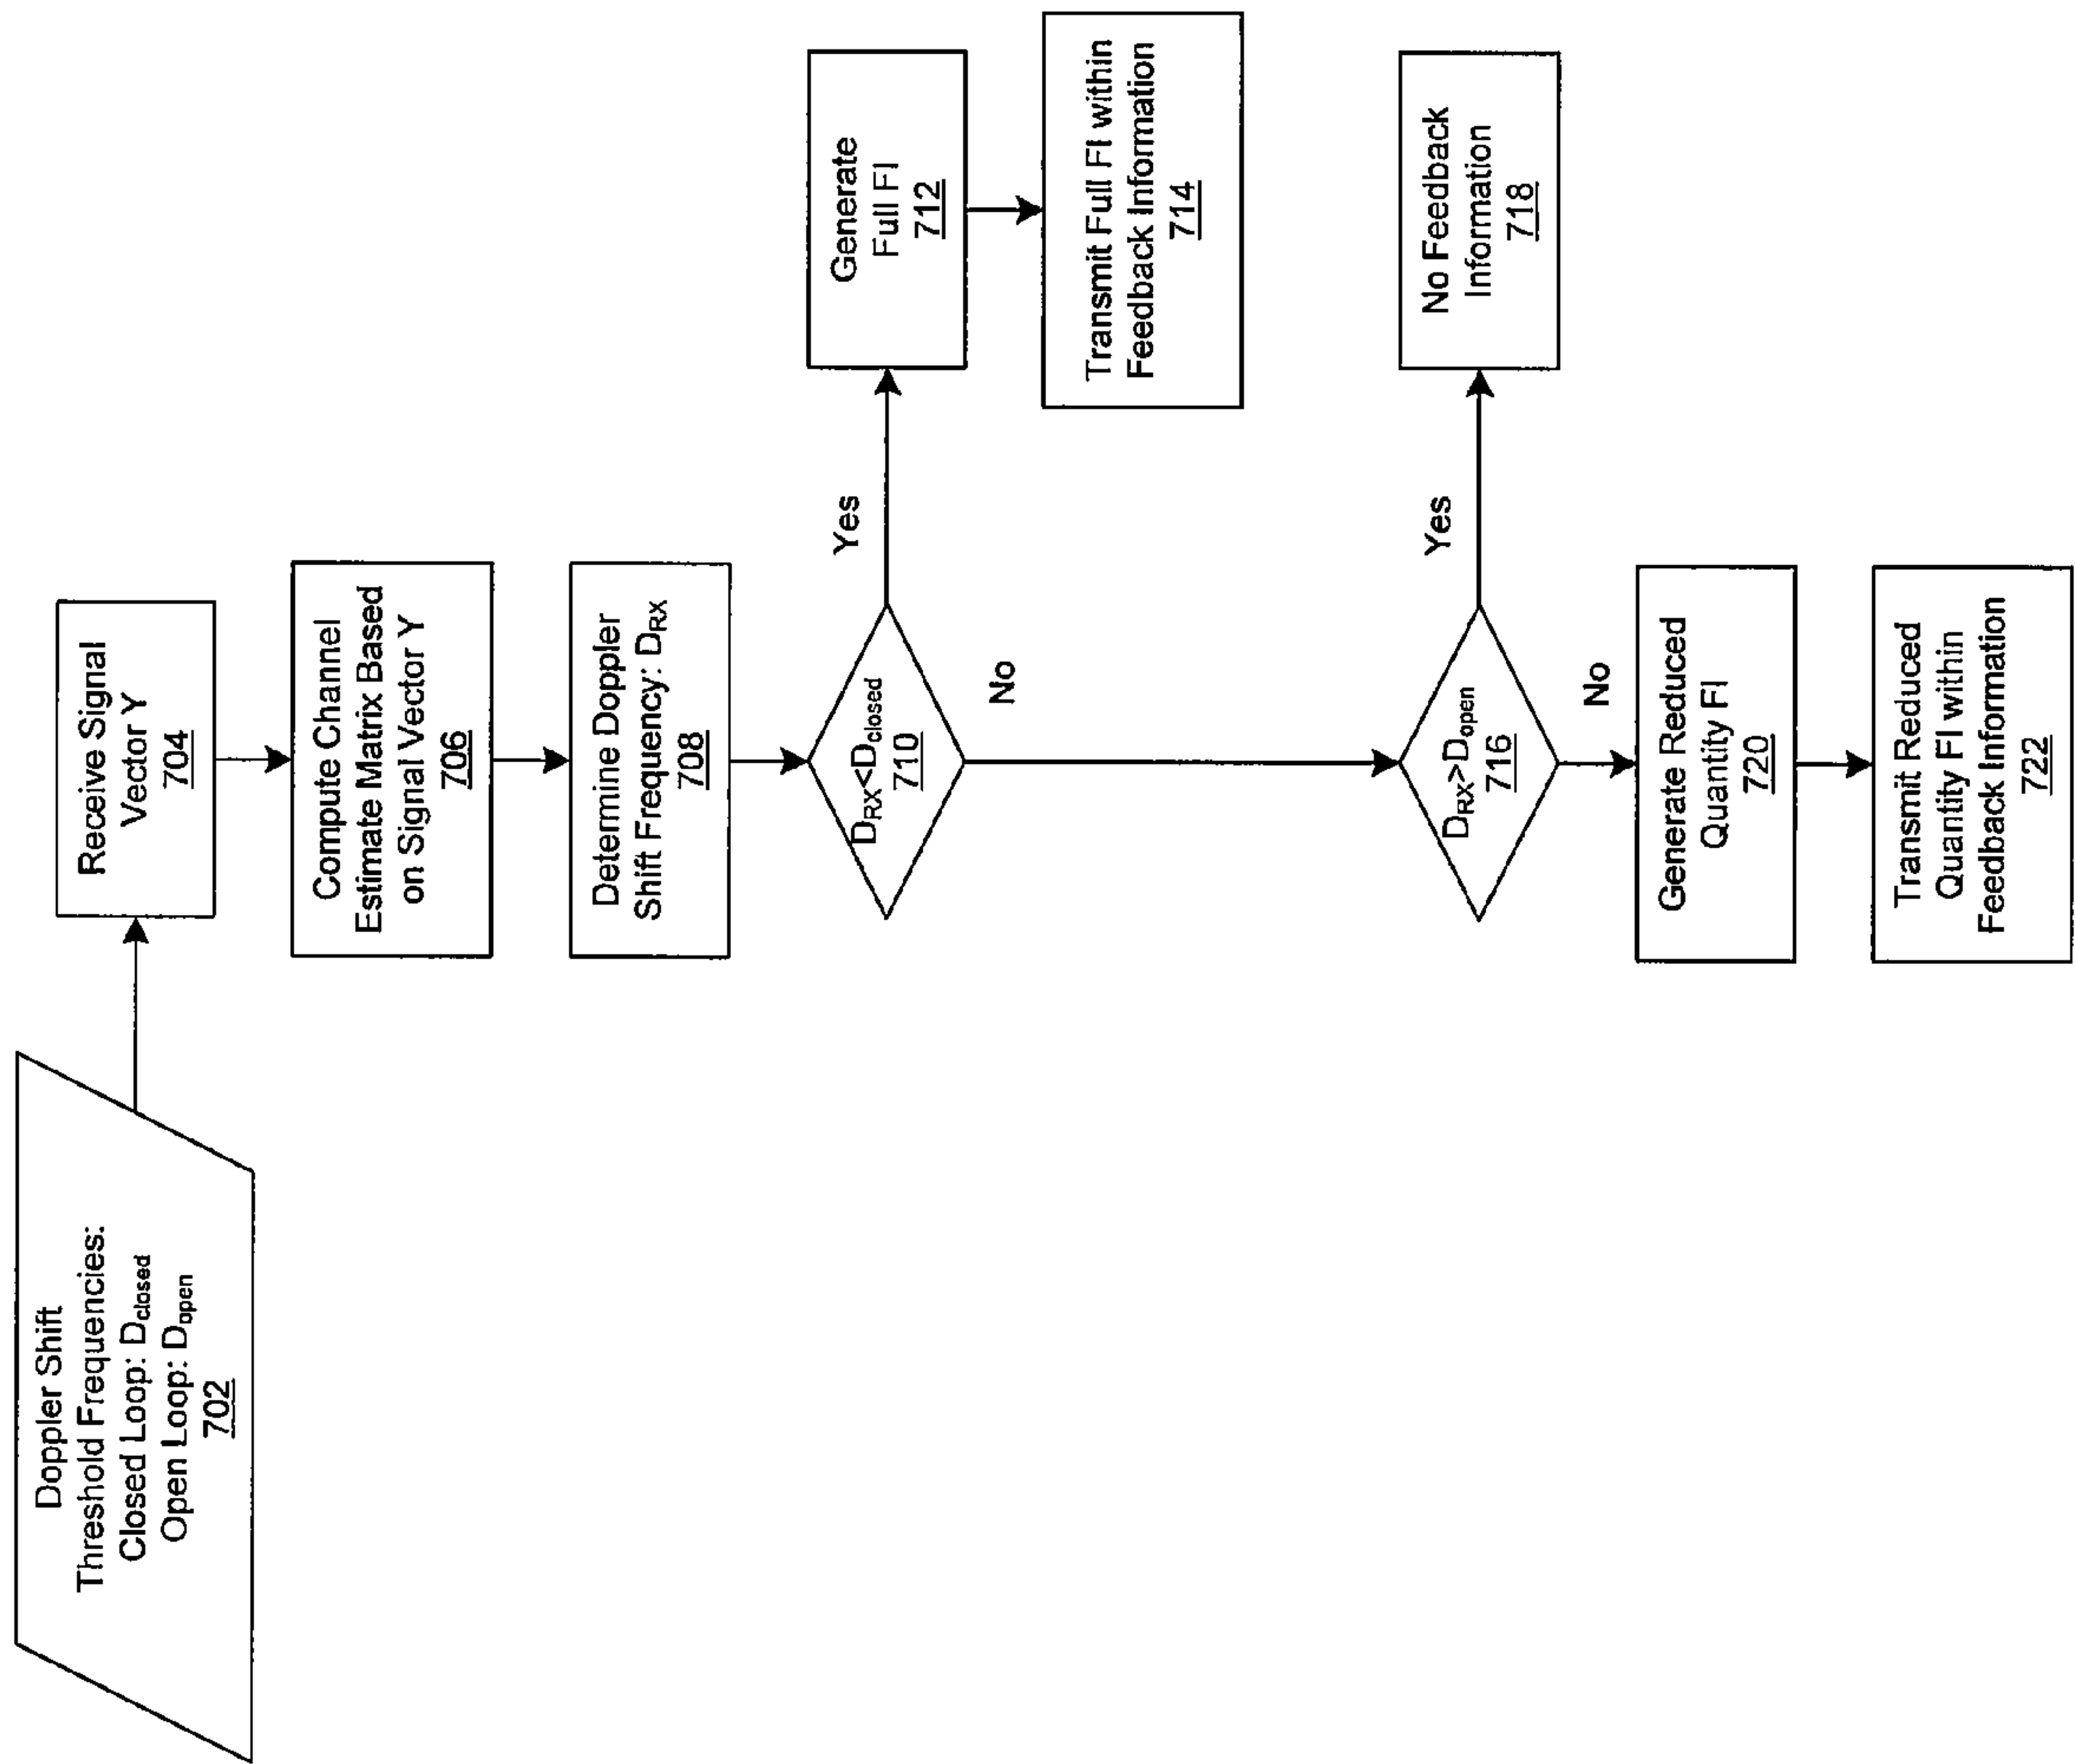 Doppler Shift
Threshold Frequencies:
Closed Loop: Dclosed
Open Loop: Dopen
702
Receive Signal
Vector Y
704
Compute Channel
Estimate Matrix Based
on Signal Vector Y
706
Determine Doppler
Shift Frequency: DRX
708
DRX<Dclosed
710
Yes
Generate
Full FI
712
Transmit Full FI within
Feedback Information
714
No
DRX>Dopen
716
Yes
No Feedback
Information
718
No
Generate Reduced
Quantity FI
720
Transmit Reduced
Quantity FI within
Feedback Information
722